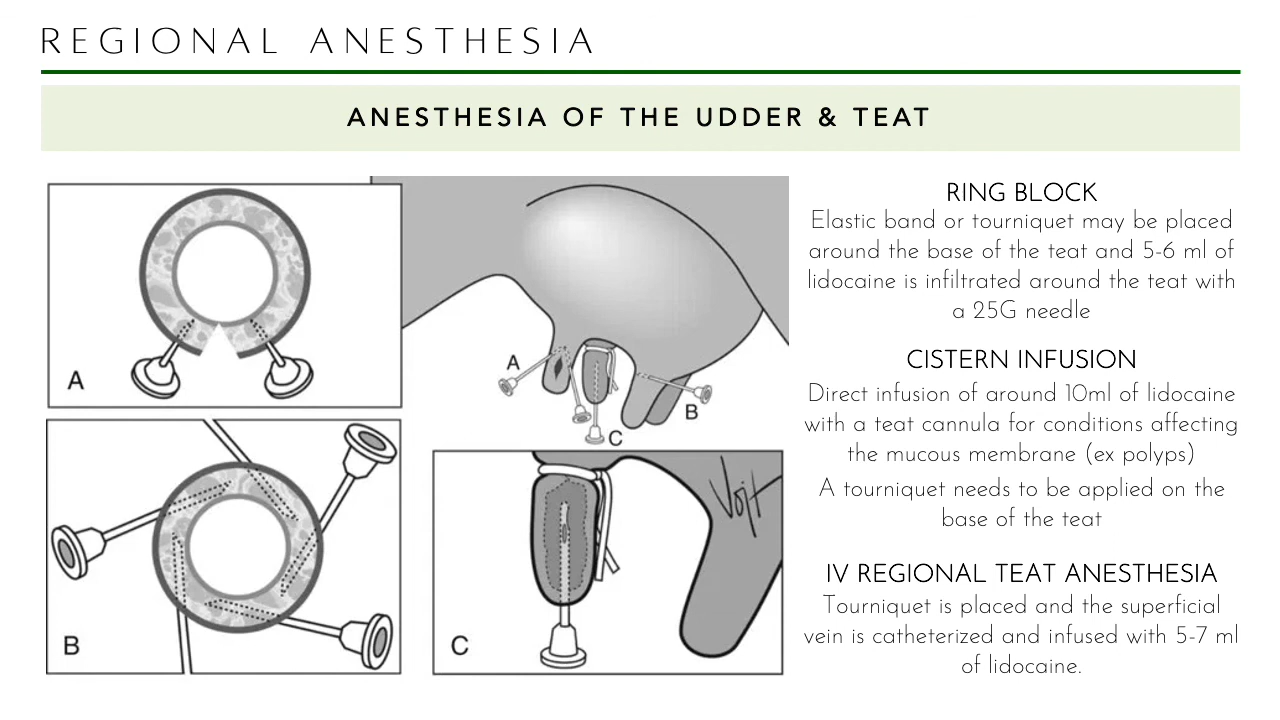 REGIONAL ANESTHESIA
ANESTHESIA OF THE UDDER & TEAT
A
B
A
B
C
C
Voit
RING BLOCK
Elastic band or tourniquet may be placed
around the base of the teat and 5-6 ml of
lidocaine is infiltrated around the teat with
a 25G needle
CISTERN INFUSION
Direct infusion of around 10ml of lidocaine
with a teat cannula for conditions affecting
the mucous membrane (ex polyps)
A tourniquet needs to be applied on the
base of the teat
IV REGIONAL TEAT ANESTHESIA
Tourniquet is placed and the superficial
vein is catheterized and infused with 5-7 ml
of lidocaine.